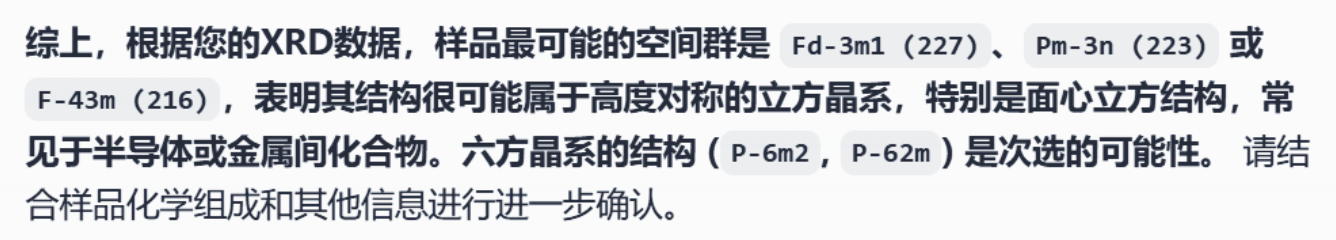 综上，根据您的XRD数据，样品最可能的空间群是 Fd-3m1 (227)、 Pm-3n (223) 或
F-43m (216)，表明其结构很可能属于高度对称的立方晶系，特别是面心立方结构，常
见于半导体或金属间化合物。六方晶系的结构 (P-6m2, P-62m) 是次选的可能性。 请结
合样品化学组成和其他信息进行进一步确认。